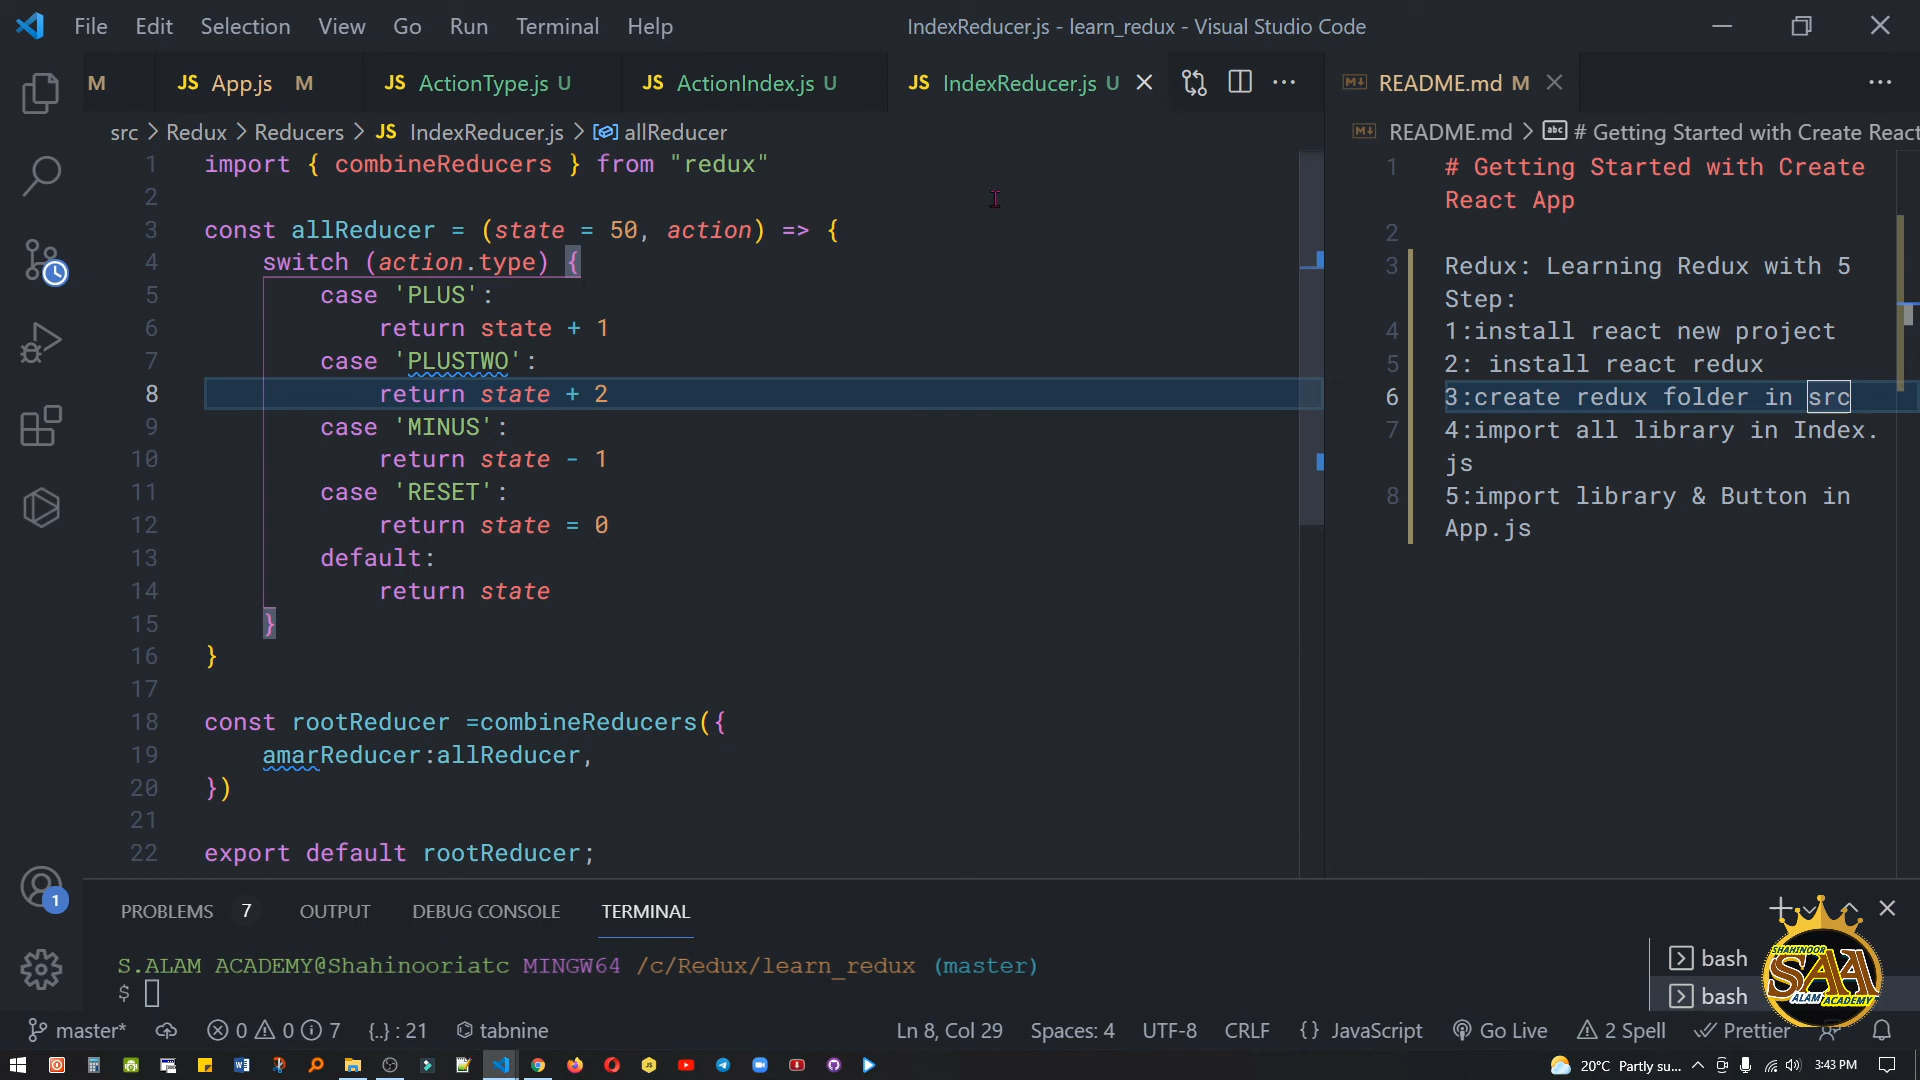 File Edit Selection View Go Run Terminal Help
IndexReducer.js - learn_redux - Visual Studio Code
M JS App.js M JS ActionType.js U JS ActionIndex.js U JS IndexReducer.js U
README.md M
src > Redux > Reducers > JS IndexReducer.js > allReducer
README.md > abc # Getting Started with Create React
1 import { combineReducers } from "redux"
2
3 const allReducer = (state = 50, action) => {
4 switch (action.type) {
5 case 'PLUS':
6 return state + 1
7 case 'PLUSTWO':
8 return state + 2
9 case 'MINUS':
10 return state - 1
11 case 'RESET':
12 return state = 0
13 default:
14 return state
15 }
16 }
17
18 const rootReducer =combineReducers({
19 amarReducer:allReducer,
20 })
21
22 export default rootReducer;
1 # Getting Started with Create
React App
2
3 Redux: Learning Redux with 5
Step:
4 1:install react new project
5 2: install react redux
6 3:create redux folder in src
7 4:import all library in Index.
js
8 5:import library & Button in
App.js
PROBLEMS 7 OUTPUT DEBUG CONSOLE TERMINAL
S.ALAM ACADEMY@Shahinooriatc MINGW64 /c/Redux/learn_redux (master)
$
bash
bash
SHAHINOOR
SAA
ALAM ACADEMY
1
master* 0 0 7 {..} : 21 tabnine
Ln 8, Col 29 Spaces: 4 UTF-8 CRLF {} JavaScript Go Live 2 Spell Prettier
20°C Partly su... 3:43 PM